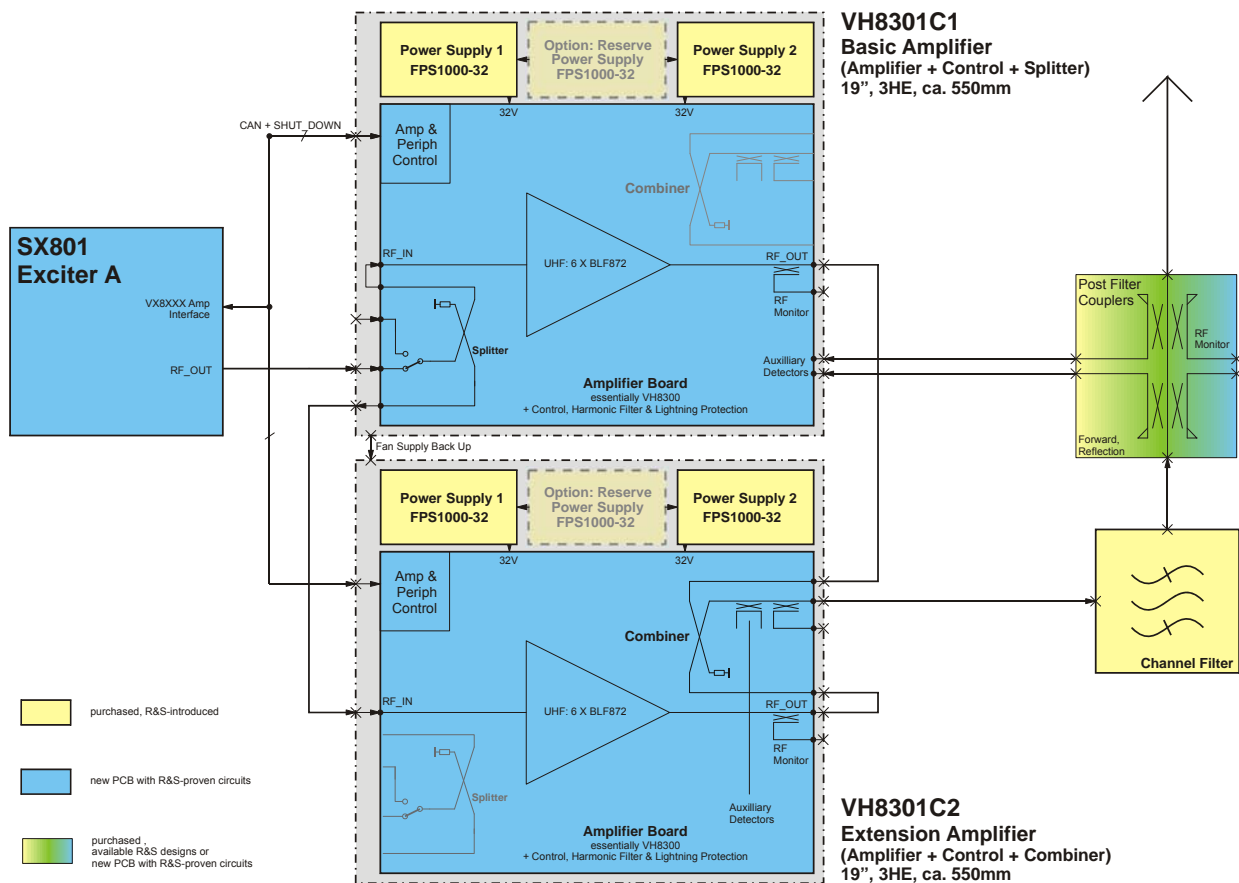 VH8301C1
Basic Amplifier
(Amplifier + Control + Splitter)
19”, 3HE, ca. 550mm
Power Supply 1
FPS1000-32
Option: Reserve
Power Supply
FPS1000-32
Power Supply 2
FPS1000-32
32V
32V
CAN + SHUT_DOWN
Amp &
Periph
Control
Combiner
SX801
Exciter A
VX8XXX Amp
Interface
RF_OUT
RF_IN
UHF: 6 X BLF872
RF_OUT
RF
Monitor
Splitter
Auxilliary
Detectors
Amplifier Board
essentially VH8300
+ Control, Harmonic Filter & Lightning Protection
Post Filter
Couplers
RF
Monitor
Forward,
Reflection
Fan Supply Back Up
Power Supply 1
FPS1000-32
Option: Reserve
Power Supply
FPS1000-32
Power Supply 2
FPS1000-32
32V
32V
Amp &
Periph
Control
Combiner
Channel Filter
RF_IN
UHF: 6 X BLF872
RF_OUT
RF
Monitor
Splitter
Auxilliary
Detectors
Amplifier Board
essentially VH8300
+ Control, Harmonic Filter & Lightning Protection
VH8301C2
Extension Amplifier
(Amplifier + Control + Combiner)
19”, 3HE, ca. 550mm
purchased, R&S-introduced
new PCB with R&S-proven circuits
purchased ,
available R&S designs or
new PCB with R&S-proven circuits